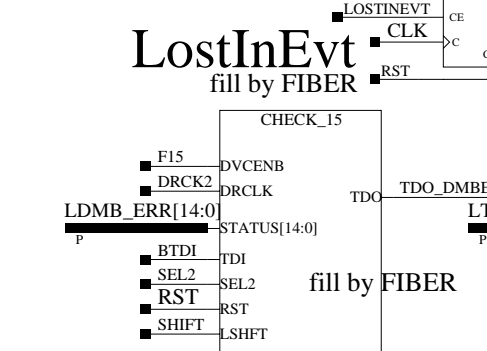 LOSTINEVT
CE
CLK
C
LostInEvt
RST
fill by FIBER
CHECK_15
F15
DVCENB
DRCK2
DRCLK
TDO
TDO_DMBE
LDMB_ERR[14:0]
LT
P
STATUS[14:0]
P
BTDI
TDI
SEL2
SEL2
fill by FIBER
RST
RST
SHIFT
LSHFT